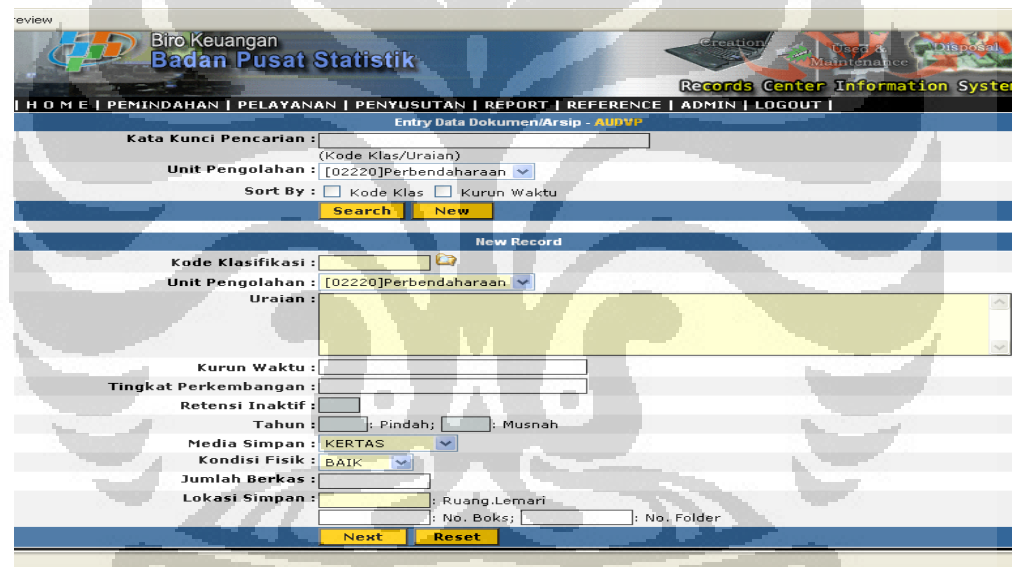 eview
Biro Keuangan
Badan Pusat Statistik
Creation
Used &
Maintenance
Disposal
Records Center Information System
| H O M E | PEMINDAHAN | PELAYANAN | PENYUSUTAN | REPORT | REFERENCE | ADMIN | LOGOUT |
Entry Data Dokumen/Arsip - AUDVP
Kata Kunci Pencarian :
(Kode Klas/Uraian)
Unit Pengolahan : [02220]Perbendaharaan
Sort By : Kode Klas Kurun Waktu
Search New
New Record
Kode Klasifikasi :
Unit Pengolahan : [02220]Perbendaharaan
Uraian :
Kurun Waktu :
Tingkat Perkembangan :
Retensi Inaktif :
Tahun : : Pindah; : Musnah
Media Simpan : KERTAS
Kondisi Fisik : BAIK
Jumlah Berkas :
Lokasi Simpan : : Ruang.Lemari
: No. Boks; : No. Folder
Next Reset